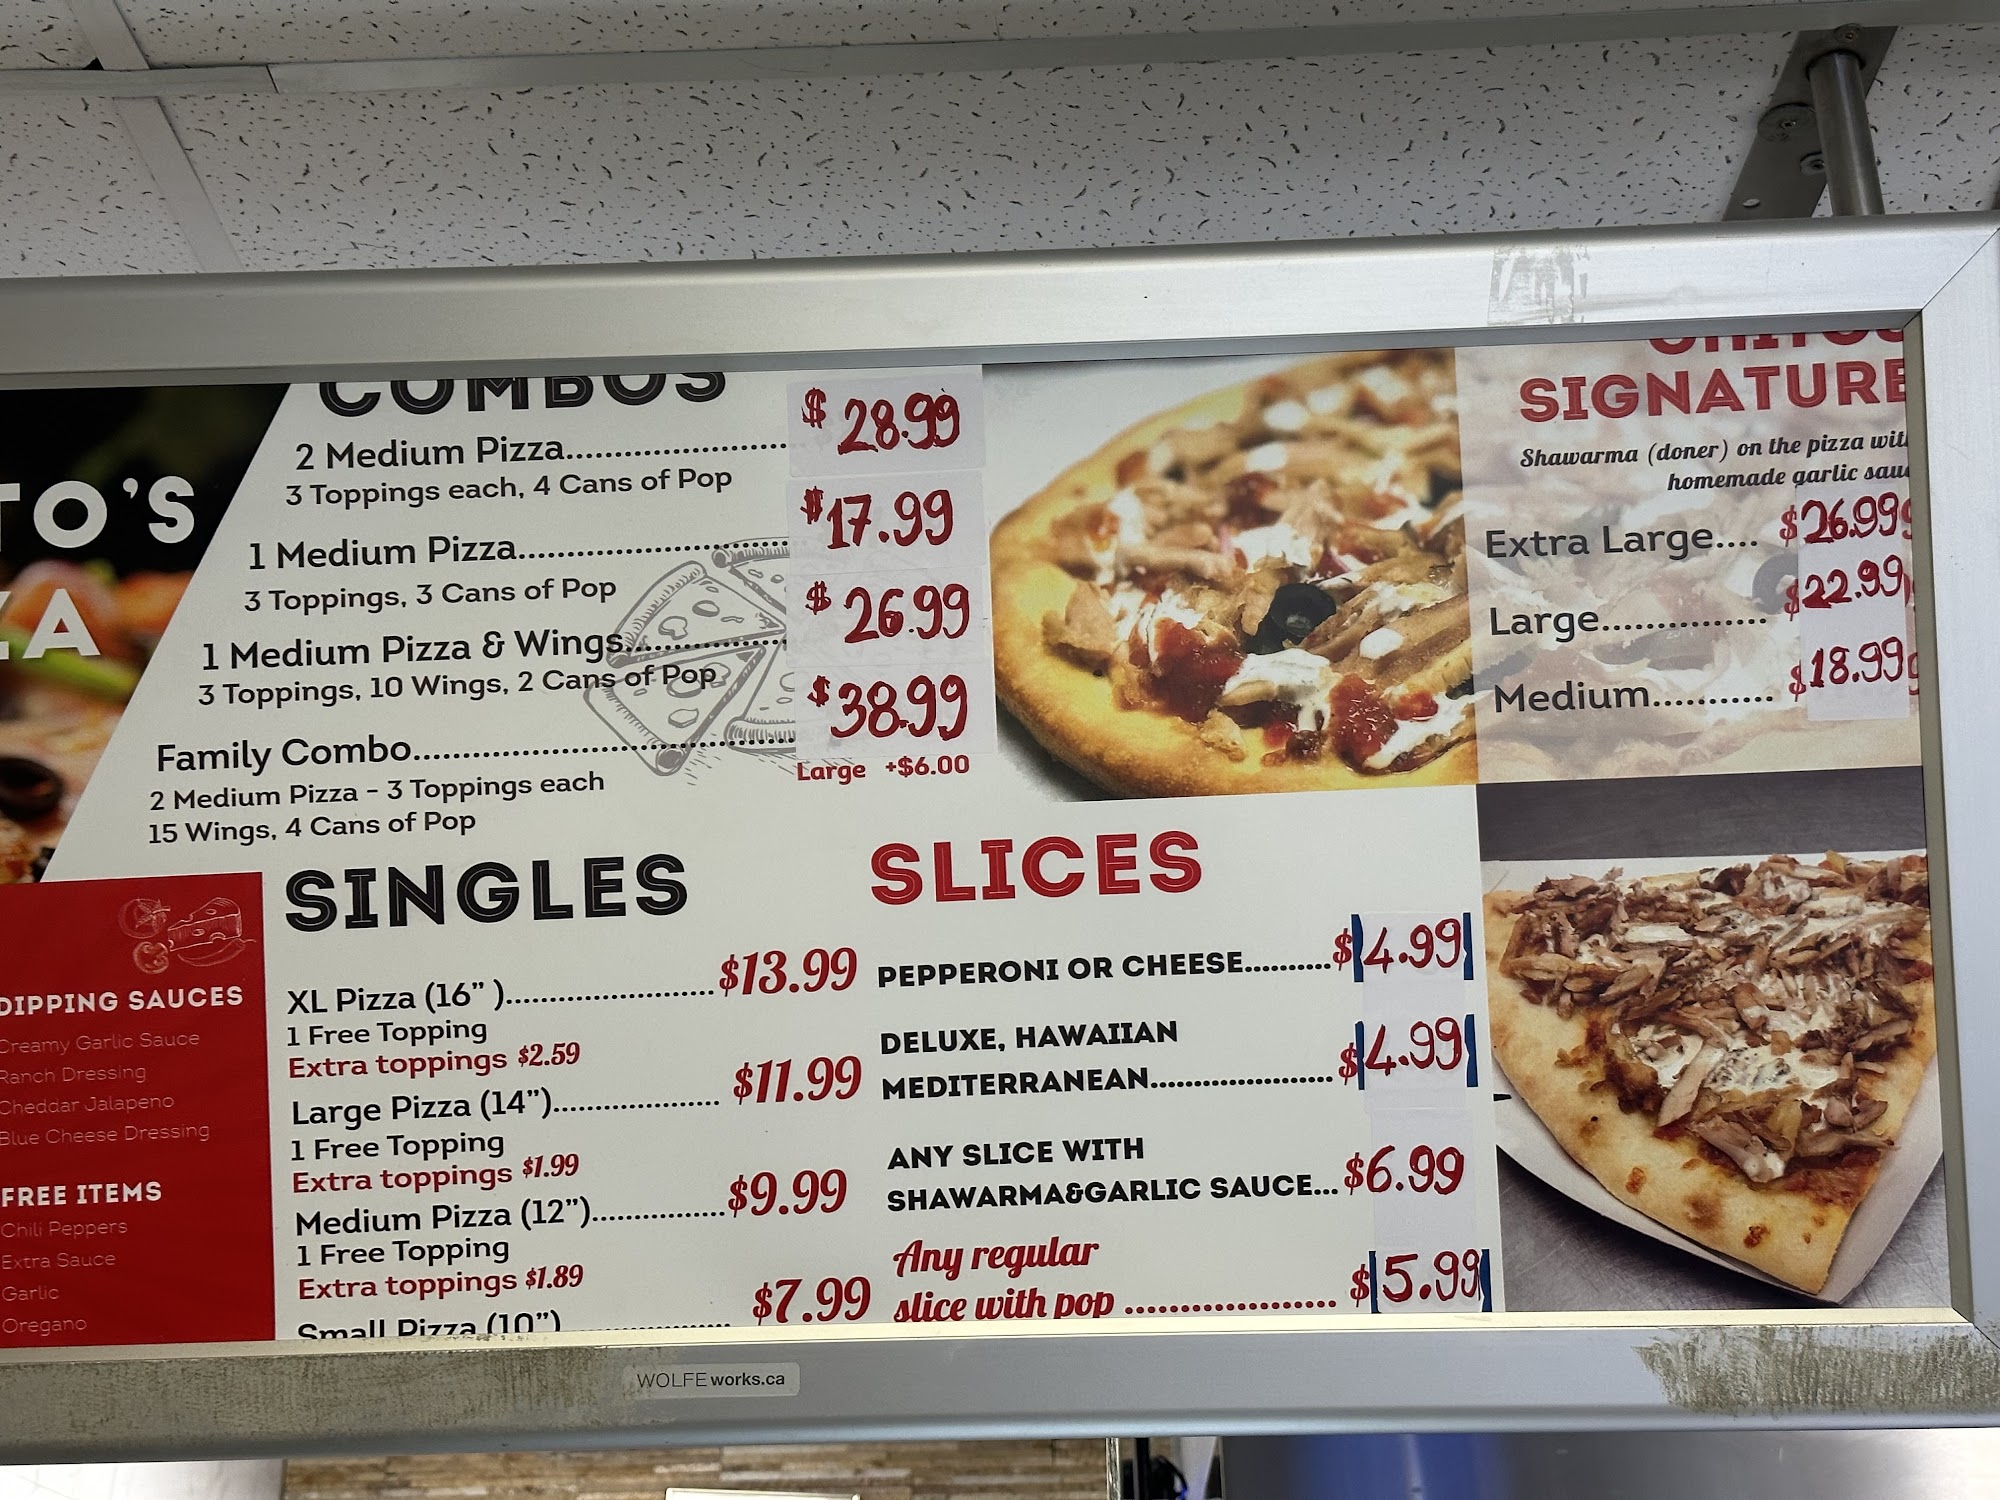 TO'S
ZA
COMBOS
2 Medium Pizza........................ $28.99
3 Toppings each, 4 Cans of Pop
1 Medium Pizza............................. $17.99
3 Toppings, 3 Cans of Pop
1 Medium Pizza & Wings.................. $26.99
3 Toppings, 10 Wings, 2 Cans of Pop
Family Combo......................................... $38.99
Large +$6.00
2 Medium Pizza - 3 Toppings each
15 Wings, 4 Cans of Pop
SIGNATURE
Shawarma (doner) on the pizza with
homemade garlic
Extra Large.... $26.99
Large............... $22.99
Medium........... $18.99
DIPPING SAUCES
Creamy Garlic Sauce
Ranch Dressing
Cheddar Jalapeno
Blue Cheese Dressing
FREE ITEMS
Chili Peppers
Extra Sauce
Garlic
Oregano
SINGLES
XL Pizza (16" )....................... $13.99
1 Free Topping
Extra toppings $2.59
Large Pizza (14").................. $11.99
1 Free Topping
Extra toppings $1.99
Medium Pizza (12").............. $9.99
1 Free Topping
Extra toppings $1.89
Small Pizza (10").................. $7.99
SLICES
PEPPERONI OR CHEESE.......... $4.99
DELUXE, HAWAIIAN
MEDITERRANEAN...................... $4.99
ANY SLICE WITH
SHAWARMA&GARLIC SAUCE... $6.99
Any regular
slice with pop ................... $5.99
WOLFEworks.ca